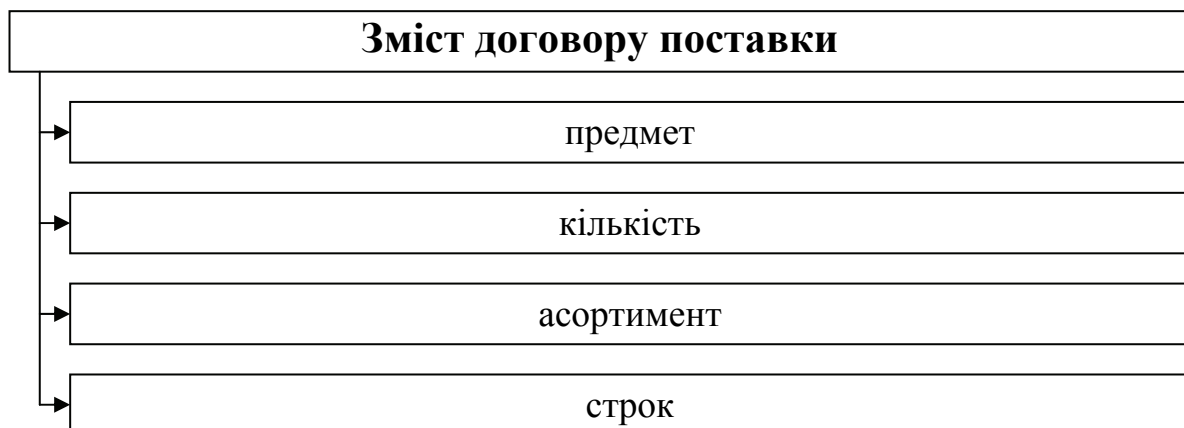 Зміст договору поставки
предмет
кількість
асортимент
строк